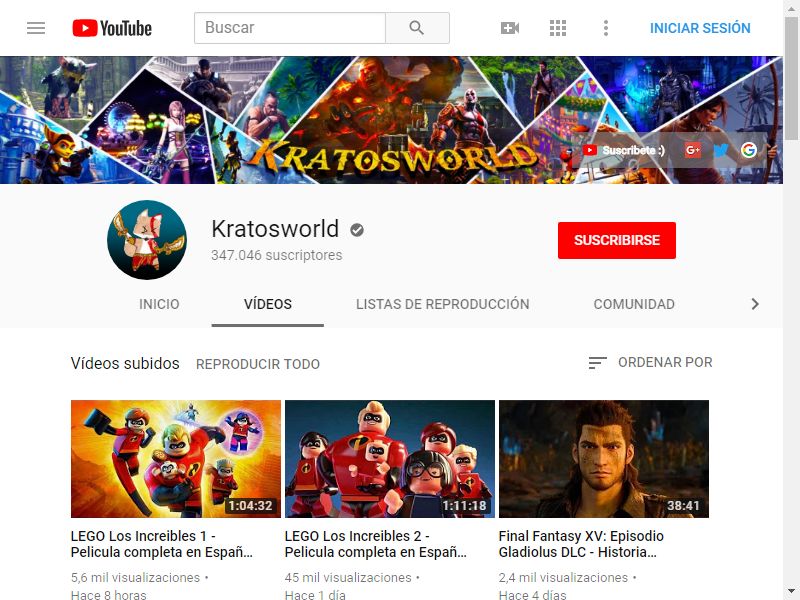 YouTube
Buscar
INICIAR SESIÓN
KRATOSWORLD
Suscribete :)
G+
G
Kratosworld
347.046 suscriptores
SUSCRIBIRSE
INICIO VÍDEOS LISTAS DE REPRODUCCIÓN COMUNIDAD
Vídeos subidos REPRODUCIR TODO ORDENAR POR
1:04:32
1:11:18
38:41
LEGO Los Increibles 1 -
Pelicula completa en Españ...
5,6 mil visualizaciones •
Hace 8 horas
LEGO Los Increibles 2 -
Pelicula completa en Españ...
45 mil visualizaciones •
Hace 1 día
Final Fantasy XV: Episodio
Gladiolus DLC - Historia...
2,4 mil visualizaciones •
Hace 4 días